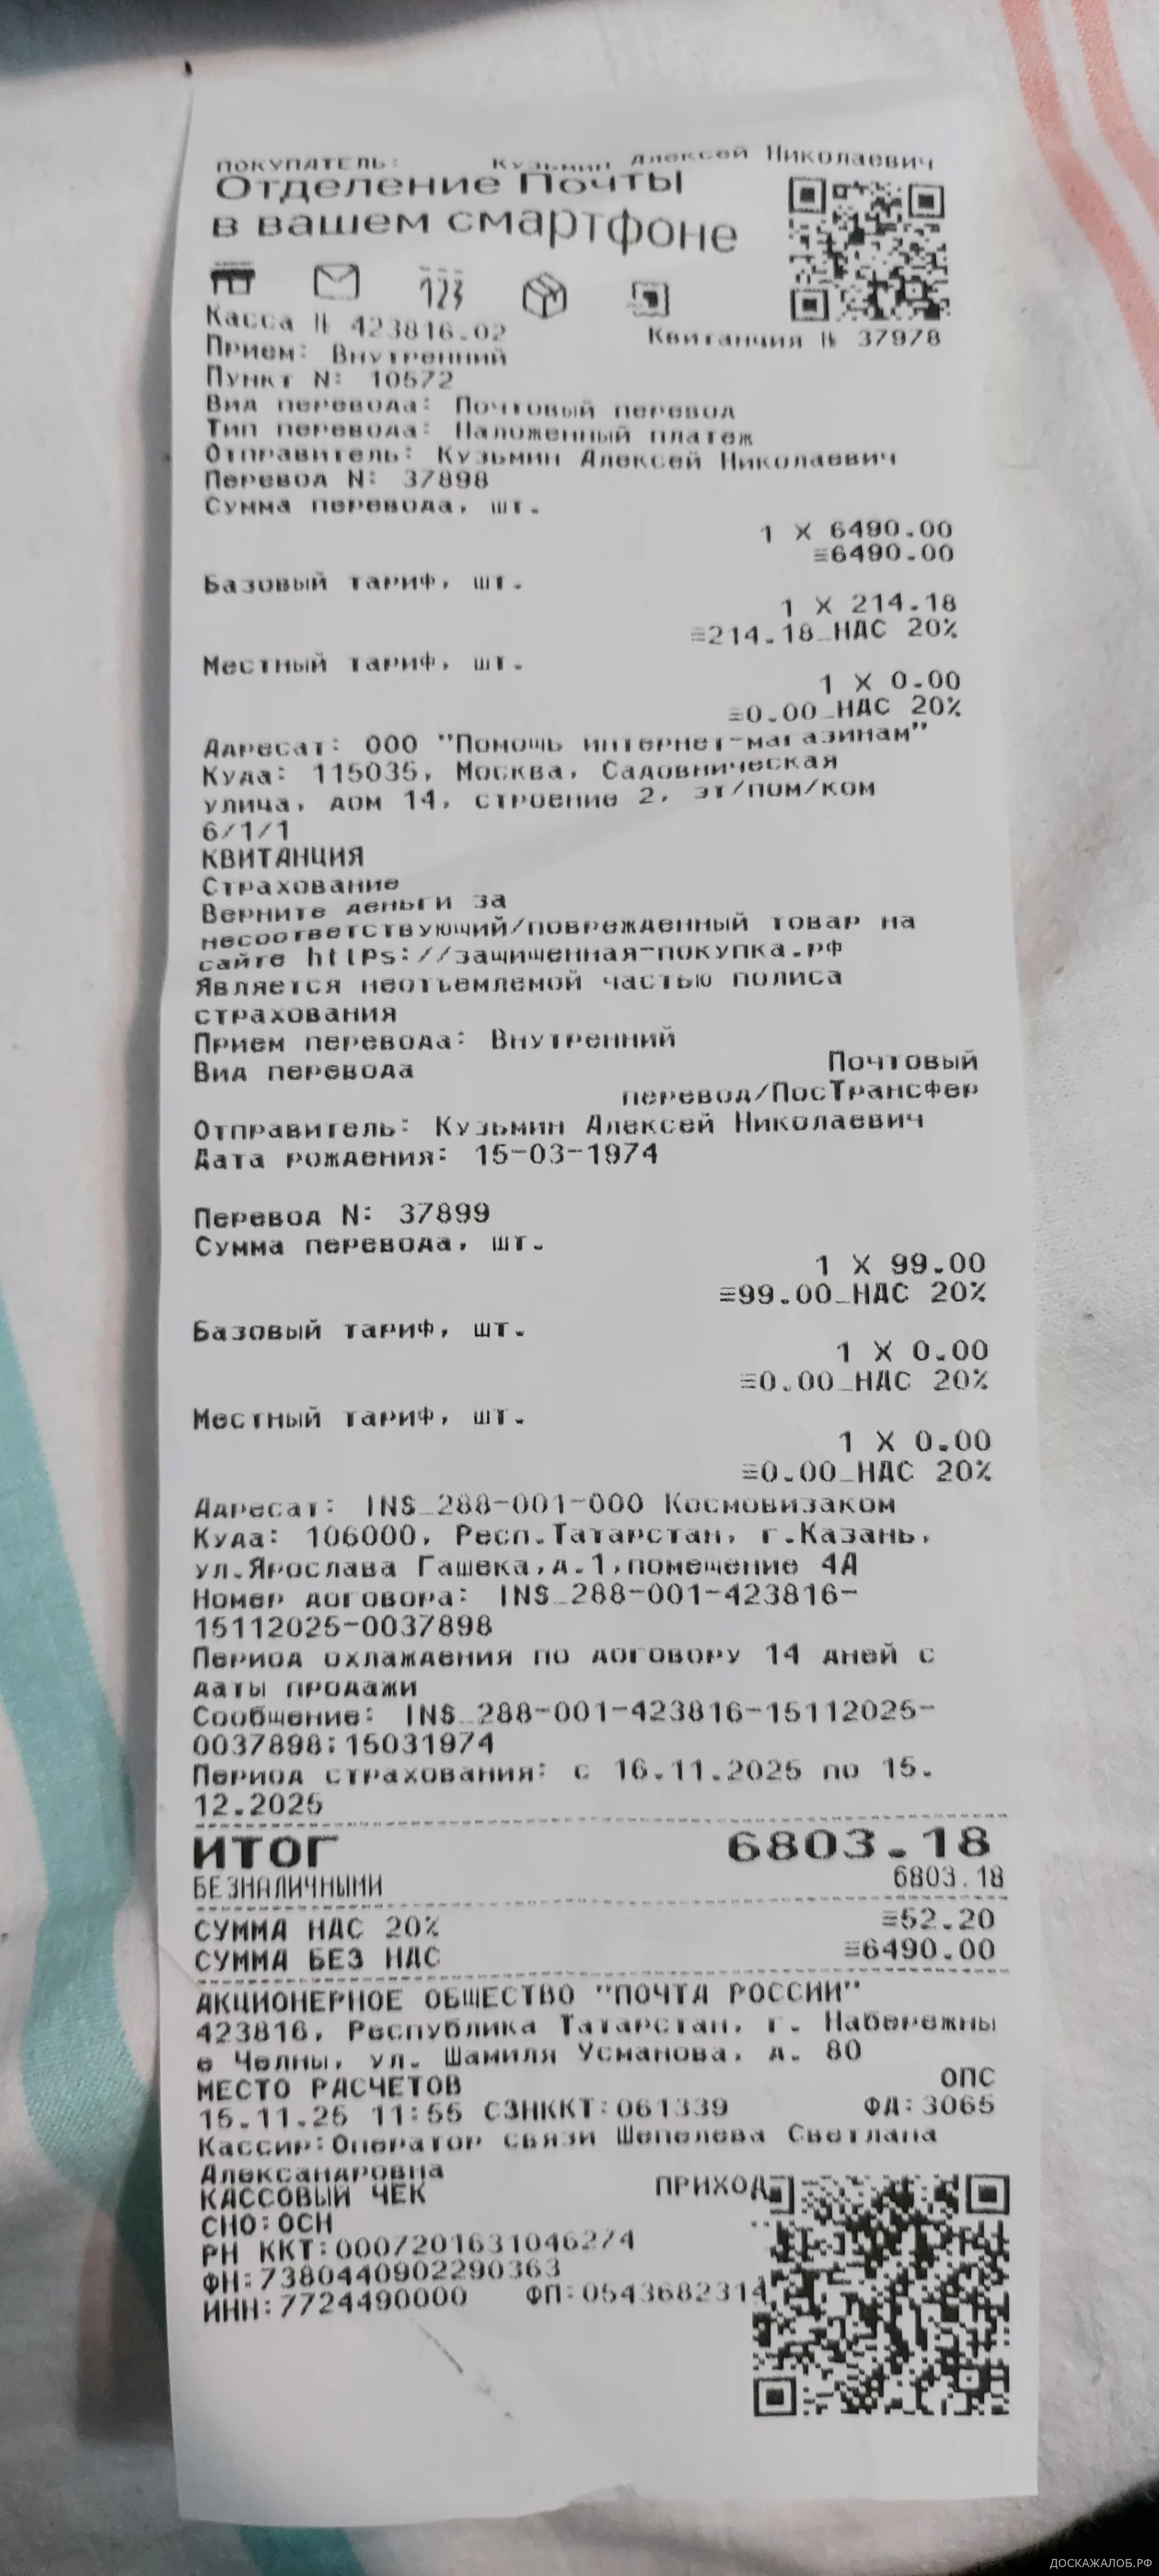 ПОКУПАТЕЛЬ: Кузьмин Алексей Николаевич
Отделение Почты
в вашем смартфоне
123
Касса № 423816.02 Квитанция № 37978
Прием: Внутренний
Пункт N: 10572
Вид перевода: Почтовый перевод
Тип перевода: Наложенный платеж
Отправитель: Кузьмин Алексей Николаевич
Перевод N: 37898
Сумма перевода, шт.
1 X 6490.00
≡6490.00
Базовый тариф, шт.
1 X 214.18
≡214.18_НДС 20%
Местный тариф, шт.
1 X 0.00
≡0.00_НДС 20%
Адресат: ООО "Помощь интернет-магазинам"
Куда: 115035, Москва, Садовническая
улица, дом 14, строение 2, эт/пом/ком
6/1/1
КВИТАНЦИЯ
Страхование
Верните деньги за
несоответствующий/поврежденный товар на
сайте https://защищенная-покупка.рф
Является неотъемлемой частью полиса
страхования
Прием перевода: Внутренний
Вид перевода Почтовый
перевод/ПосТрансфер
Отправитель: Кузьмин Алексей Николаевич
Дата рождения: 15-03-1974
Перевод N: 37899
Сумма перевода, шт.
1 X 99.00
≡99.00_НДС 20%
Базовый тариф, шт.
1 X 0.00
≡0.00_НДС 20%
Местный тариф, шт.
1 X 0.00
≡0.00_НДС 20%
Адресат: INS_288-001-000 Космовизаком
Куда: 106000, Респ.Татарстан, г.Казань,
ул.Ярослава Гашека,д.1,помещение 4А
Номер договора: INS_288-001-423816-
15112025-0037898
Период охлаждения по договору 14 дней с
даты продажи
Сообщение: INS_288-001-423816-15112025-
0037898;15031974
Период страхования: с 16.11.2025 по 15.
12.2025
ИТОГ 6803.18
БЕЗНАЛИЧНЫМИ 6803.18
СУММА НДС 20% ≡52.20
СУММА БЕЗ НДС ≡6490.00
АКЦИОНЕРНОЕ ОБЩЕСТВО "ПОЧТА РОССИИ"
423816, Республика Татарстан, г. Набережны
е Челны, ул. Шамиля Усманова, д. 80
МЕСТО РАСЧЕТОВ ОПС
15.11.25 11:55 СЗНККТ:061339 ФД:3065
Кассир:Оператор связи Шепелева Светлана
Александровна
КАССОВЫЙ ЧЕК ПРИХОД
СНО:ОСН
РН ККТ:0007201631046274
ФН:7380440902290363
ИНН:7724490000 ФП:0543682314
ДОСКАЖАЛОБ.РФ